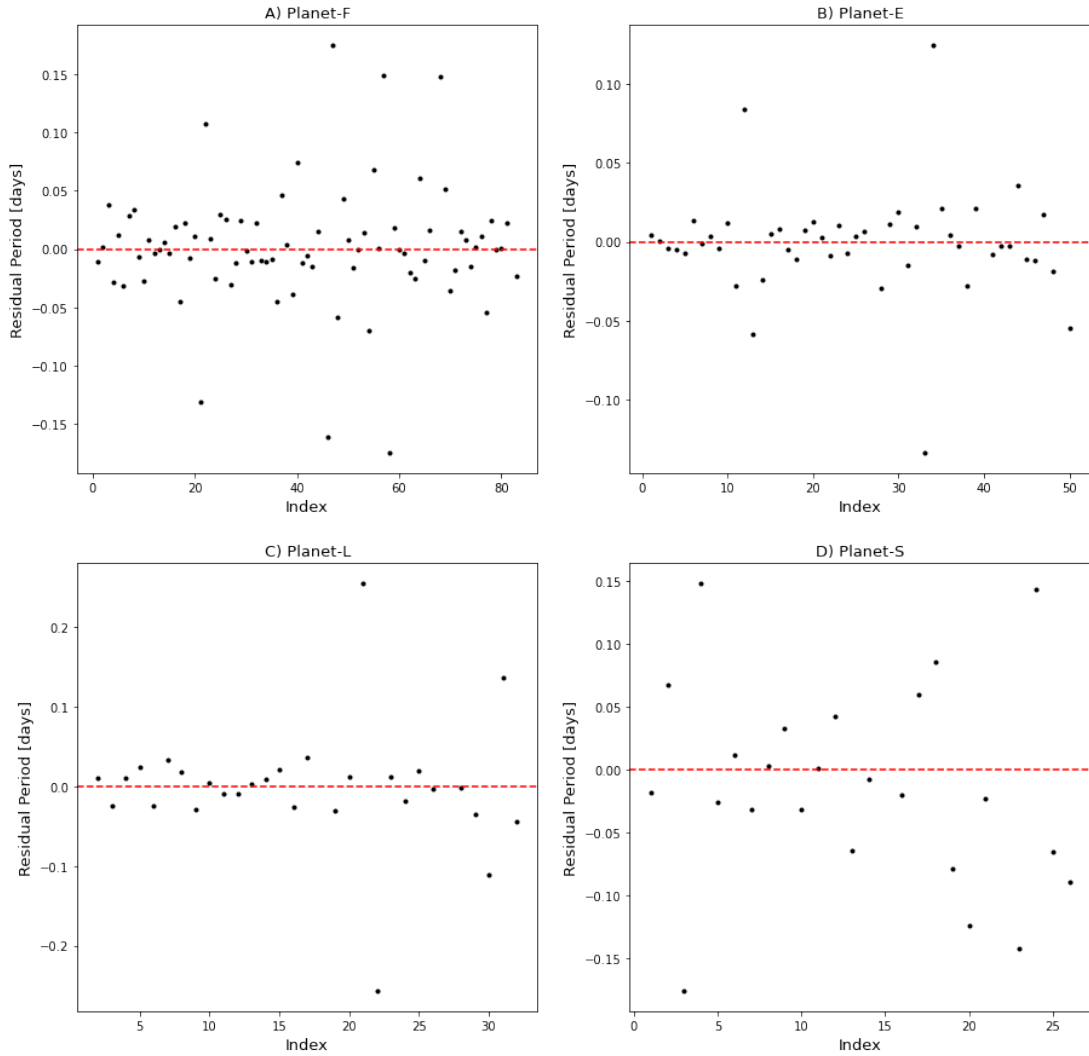 A) Planet-F
0.15
0.10
0.05
0.00
−0.05
−0.10
−0.15
Residual Period [days]
0 20 40 60 80
Index
B) Planet-E
0.10
0.05
0.00
−0.05
−0.10
Residual Period [days]
0 10 20 30 40 50
Index
C) Planet-L
0.2
0.1
0.0
−0.1
−0.2
Residual Period [days]
5 10 15 20 25 30
Index
D) Planet-S
0.15
0.10
0.05
0.00
−0.05
−0.10
−0.15
Residual Period [days]
0 5 10 15 20 25
Index